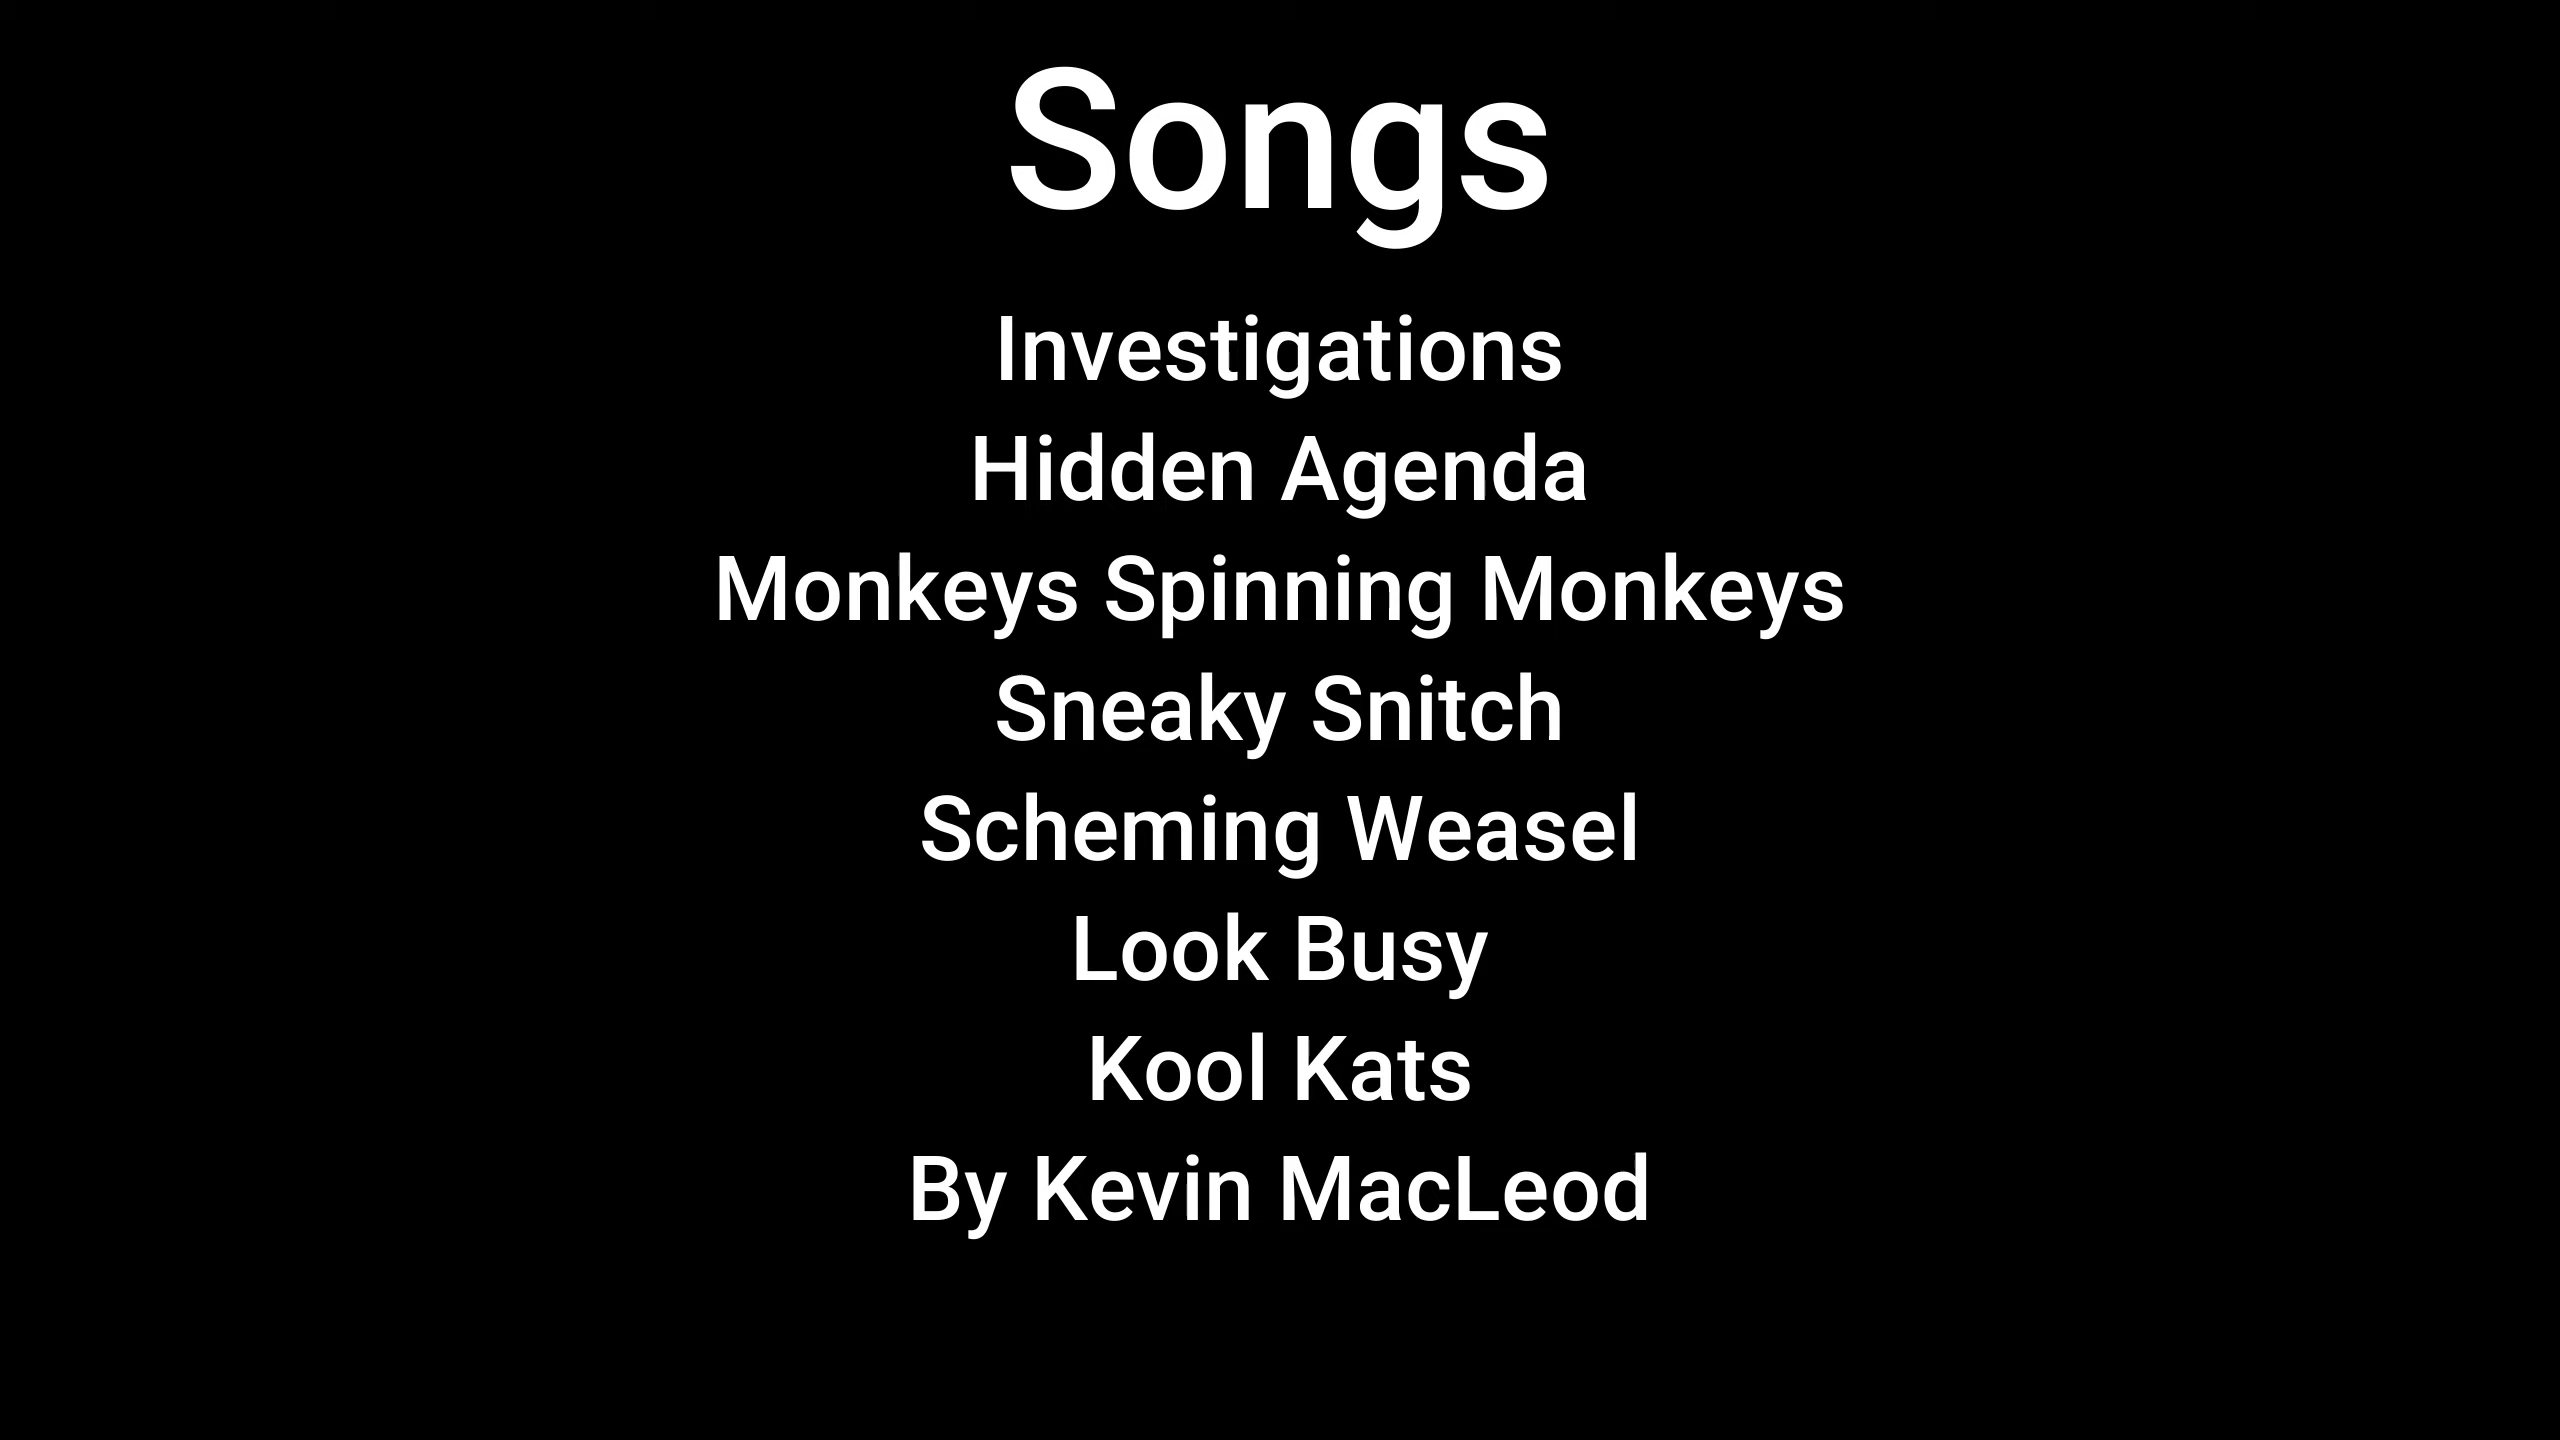 Songs
Investigations
Hidden Agenda
Monkeys Spinning Monkeys
Sneaky Snitch
Scheming Weasel
Look Busy
Kool Kats
By Kevin MacLeod